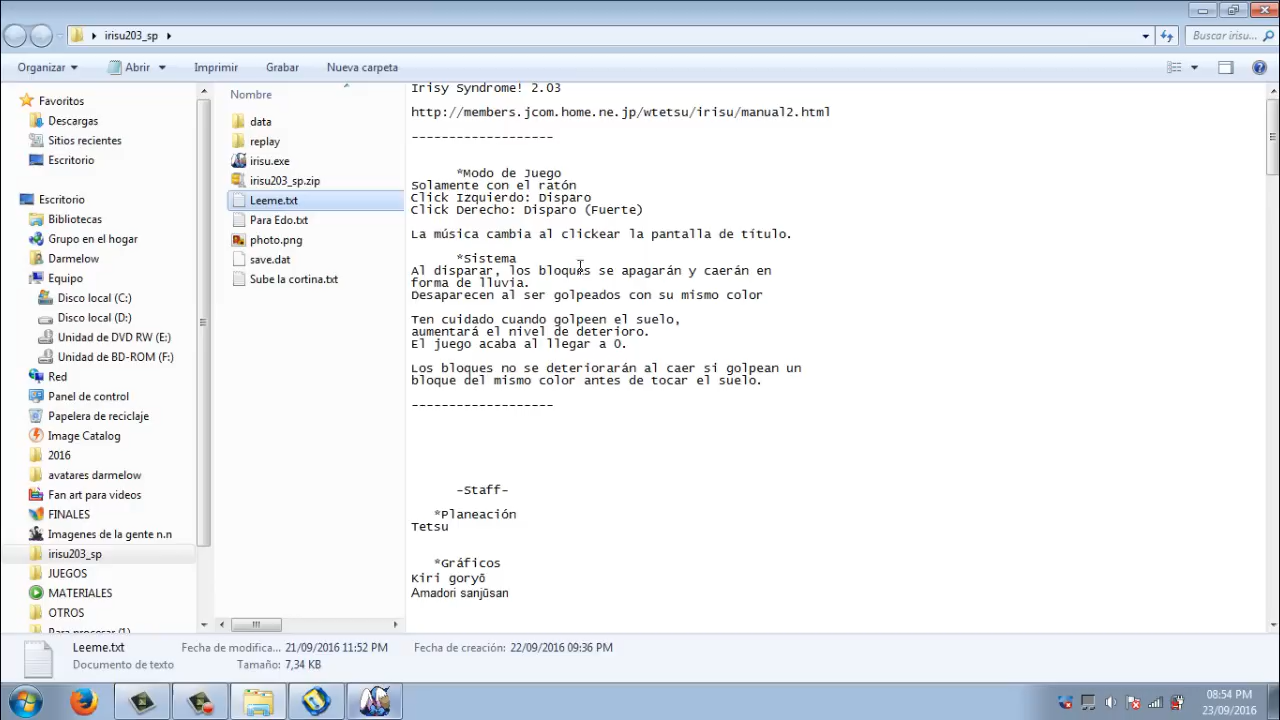 irisu203_sp
Buscar irisu...
Organizar
Abrir
Imprimir
Grabar
Nueva carpeta
Favoritos
Descargas
Sitios recientes
Escritorio
Escritorio
Bibliotecas
Grupo en el hogar
Darmelow
Equipo
Disco local (C:)
Disco local (D:)
Unidad de DVD RW (E:)
Unidad de BD-ROM (F:)
Red
Panel de control
Papelera de reciclaje
Image Catalog
2016
avatares darmelow
Fan art para videos
FINALES
Imagenes de la gente n.n
irisu203_sp
JUEGOS
MATERIALES
OTROS
Para procesar (1)
Nombre
data
replay
irisu.exe
irisu203_sp.zip
Leeme.txt
Para Edo.txt
photo.png
save.dat
Sube la cortina.txt
Irisy Syndrome! 2.03
http://members.jcom.home.ne.jp/wtetsu/irisu/manual2.html
-------------------
*Modo de Juego
Solamente con el ratón
Click Izquierdo: Disparo
Click Derecho: Disparo (Fuerte)
La música cambia al clickear la pantalla de título.
*Sistema
Al disparar, los bloques se apagarán y caerán en
forma de lluvia.
Desaparecen al ser golpeados con su mismo color
Ten cuidado cuando golpeen el suelo,
aumentará el nivel de deterioro.
El juego acaba al llegar a 0.
Los bloques no se deteriorarán al caer si golpean un
bloque del mismo color antes de tocar el suelo.
-------------------
-Staff-
*Planeación
Tetsu
*Gráficos
Kiri goryō
Amadori sanjūsan
Leeme.txt
Documento de texto
Fecha de modifica... 21/09/2016 11:52 PM
Tamaño: 7,34 KB
Fecha de creación: 22/09/2016 09:36 PM
08:54 PM
23/09/2016